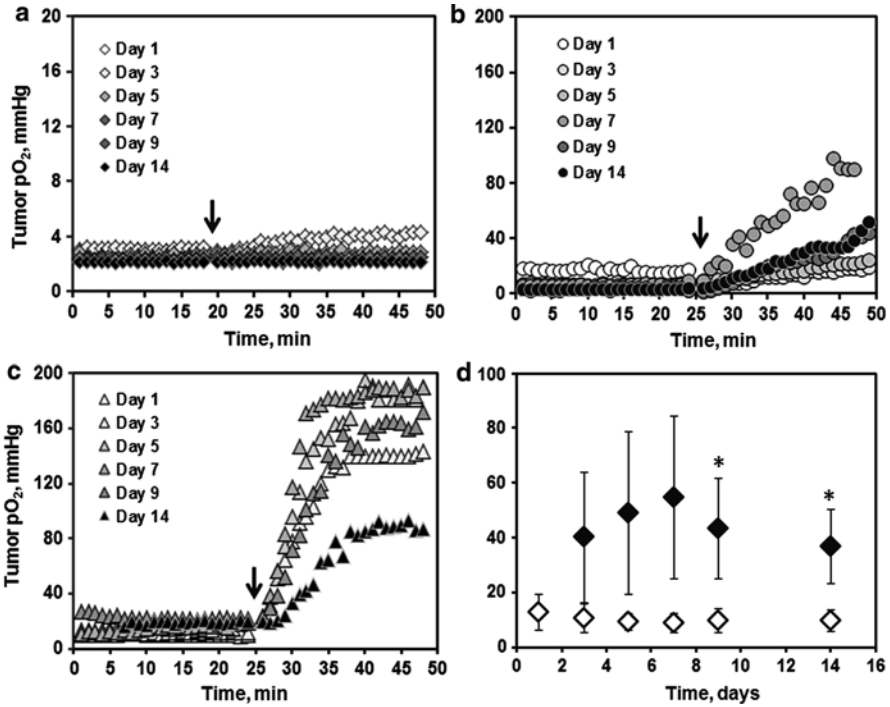 a
20
16
12
8
4
0
Tumor pO₂, mmHg
Day 1
Day 3
Day 5
Day 7
Day 9
Day 14
0 5 10 15 20 25 30 35 40 45 50
Time, min
b
200
160
120
80
40
0
Day 1
Day 3
Day 5
Day 7
Day 9
Day 14
0 5 10 15 20 25 30 35 40 45 50
Time, min
c
200
160
120
80
40
0
Tumor pO₂, mmHg
Day 1
Day 3
Day 5
Day 7
Day 9
Day 14
0 5 10 15 20 25 30 35 40 45 50
Time, min
d
100
80
60
40
20
0
*
*
0 2 4 6 8 10 12 14 16
Time, days